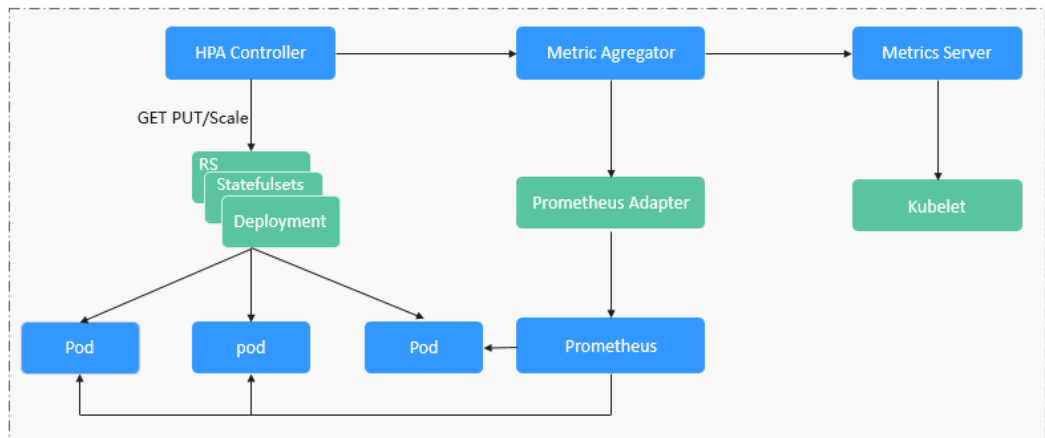 HPA Controller
Metric Agregator
Metrics Server
GET PUT/Scale
RS
Statefulsets
Deployment
Prometheus Adapter
Kubelet
Pod
pod
Pod
Prometheus